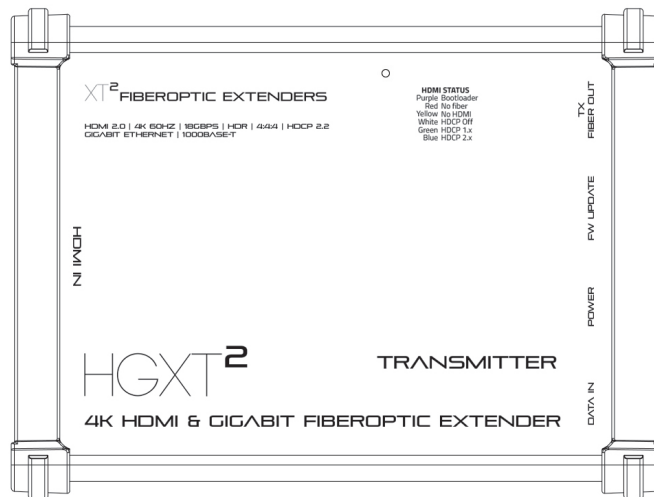 XT² FIBEROPTIC EXTENDERS
HDMI 2.0 | 4K 60HZ | 18GBPS | HDR | 4:4:4 | HDCP 2.2
GIGABIT ETHERNET | 1000BASE-T
HDMI STATUS
Purple Bootloader
Red No fiber
Yellow No HDMI
White HDCP Off
Green HDCP 1.x
Blue HDCP 2.x
TX
FIBER OUT
FW UPDATE
POWER
DATA IN
HDMI IN
HGXT²
TRANSMITTER
4K HDMI & GIGABIT FIBEROPTIC EXTENDER